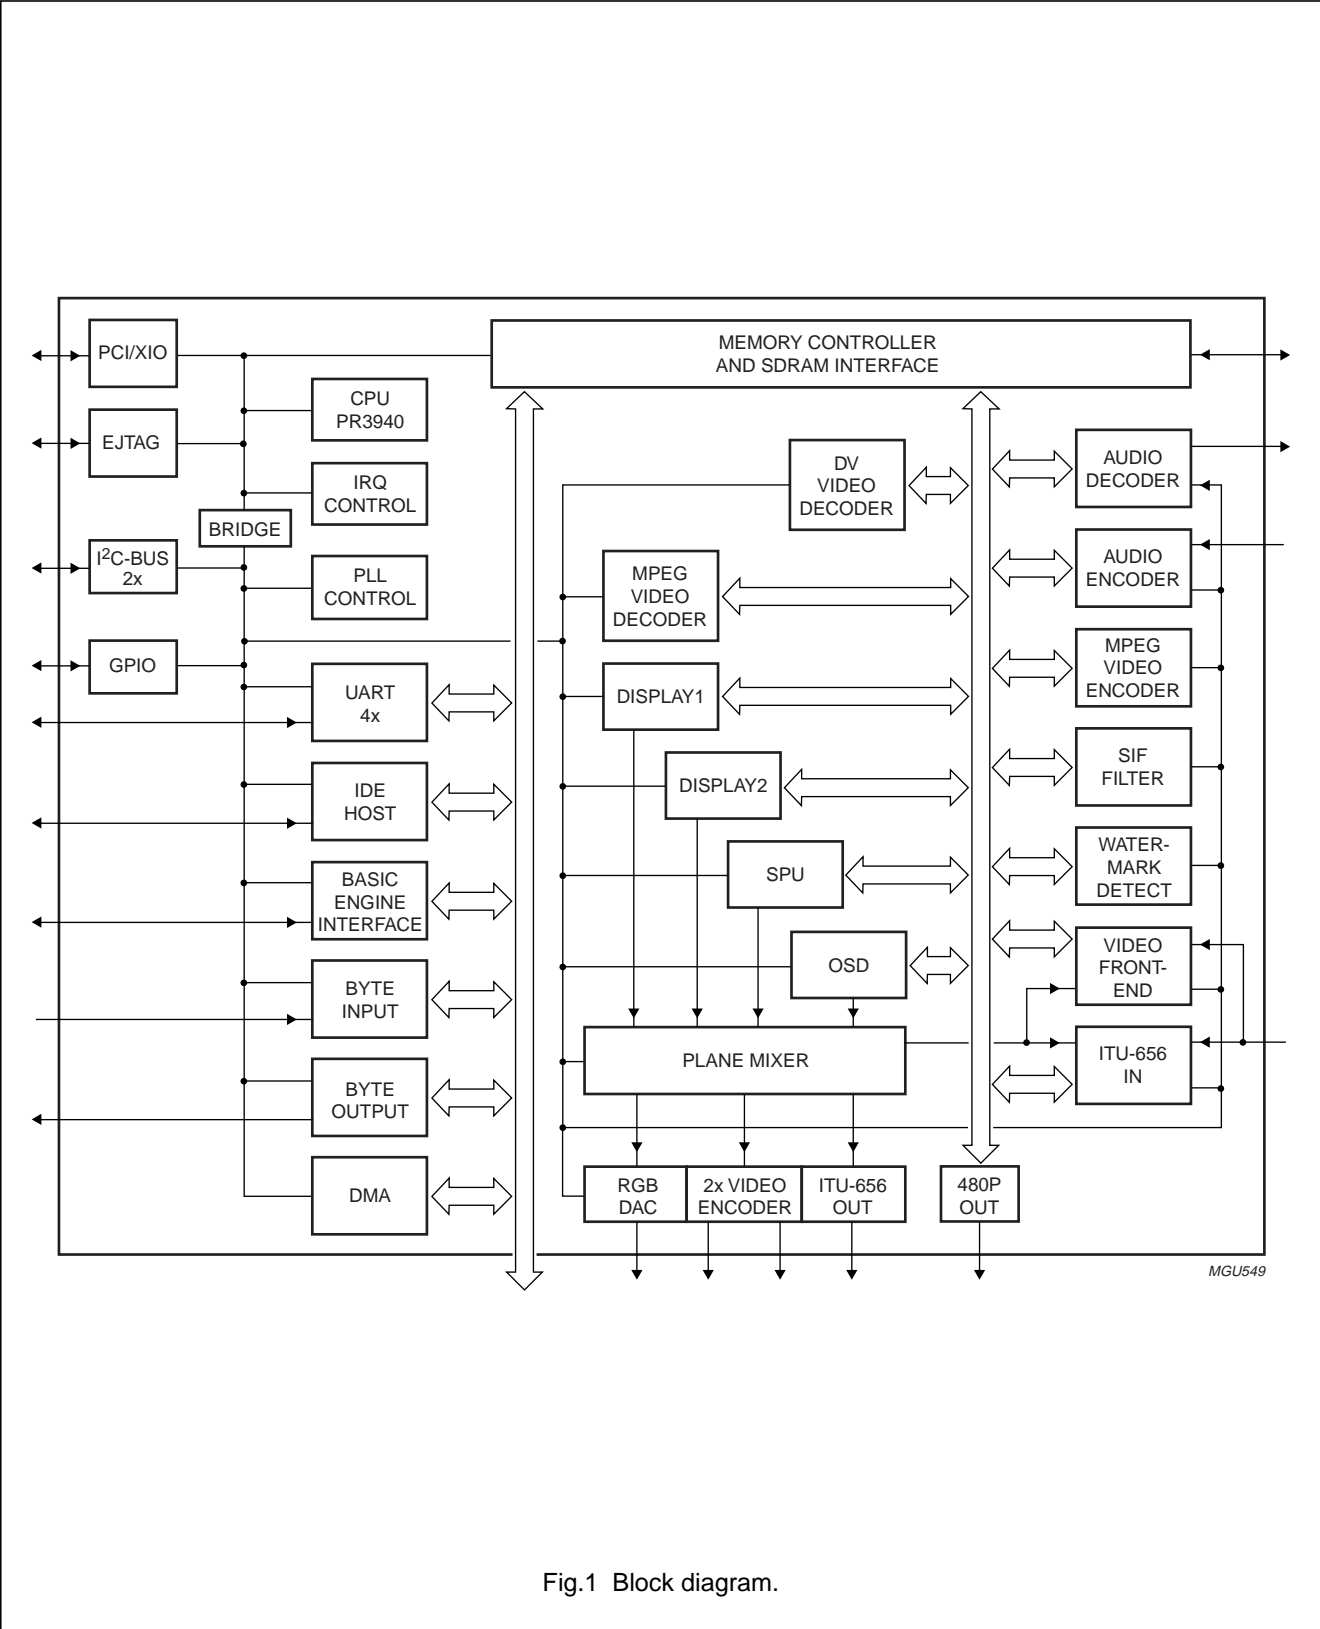 PCI/XIO
MEMORY CONTROLLER
AND SDRAM INTERFACE
CPU
PR3940
EJTAG
DV
VIDEO
DECODER
AUDIO
DECODER
IRQ
CONTROL
BRIDGE
I²C-BUS
2x
PLL
CONTROL
MPEG
VIDEO
DECODER
AUDIO
ENCODER
GPIO
UART
4x
DISPLAY1
MPEG
VIDEO
ENCODER
IDE
HOST
DISPLAY2
SIF
FILTER
BASIC
ENGINE
INTERFACE
SPU
WATER-
MARK
DETECT
BYTE
INPUT
OSD
VIDEO
FRONT-
END
PLANE MIXER
ITU-656
IN
BYTE
OUTPUT
DMA
RGB
DAC
2x VIDEO
ENCODER
ITU-656
OUT
480P
OUT
MGU549
Fig.1 Block diagram.